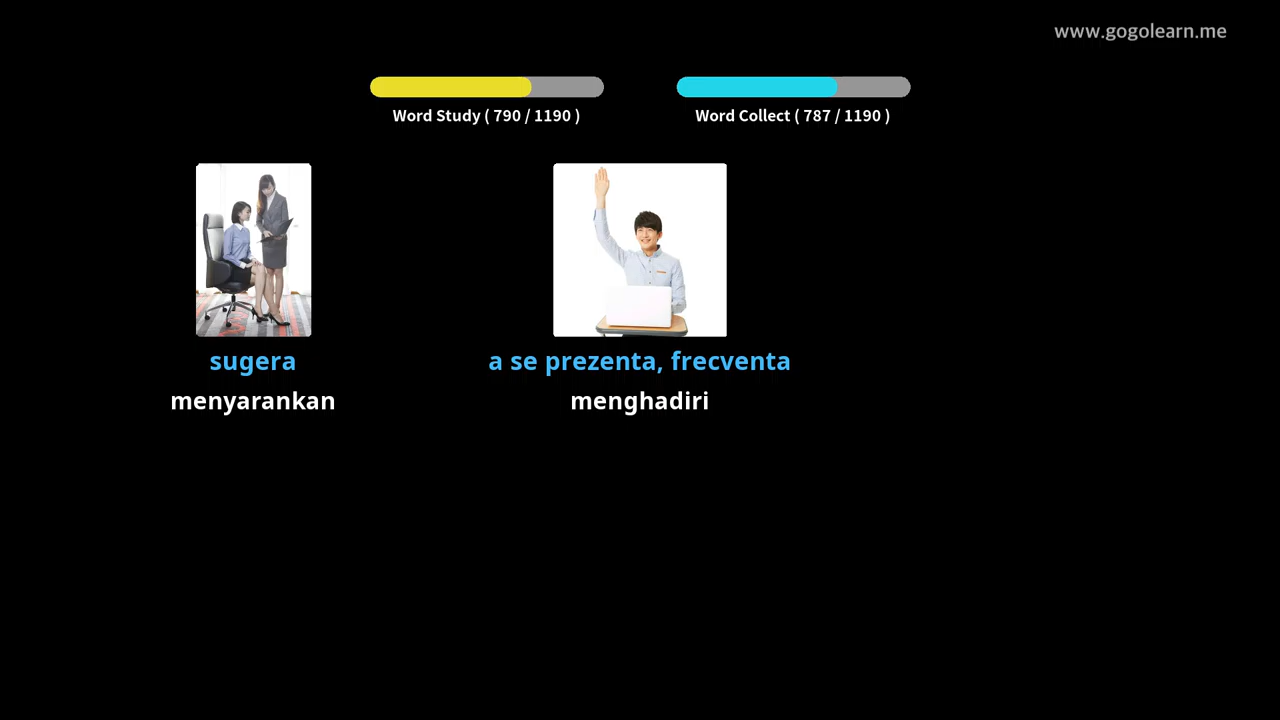 www.gogolearn.me
Word Study ( 790 / 1190 )
Word Collect ( 787 / 1190 )
sugera
menyarankan
a se prezenta, frecventa
menghadiri